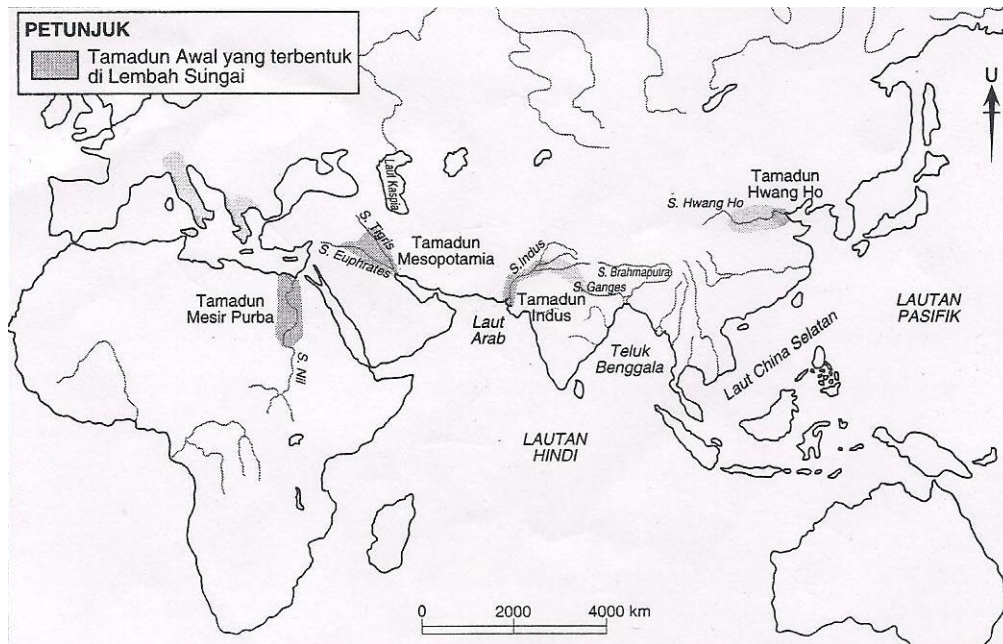 PETUNJUK
Tamadun Awal yang terbentuk
di Lembah Sungai
U
Laut Kaspia
Tamadun
Hwang Ho
S. Hwang Ho
S. Tigris
S. Euphrates
Tamadun
Mesopotamia
S. Indus
S. Brahmaputra
S. Ganges
Tamadun
Indus
Tamadun
Mesir Purba
S. Nil
Laut
Arab
Teluk
Benggala
Laut China Selatan
LAUTAN
PASIFIK
LAUTAN
HINDI
0 2000 4000 km